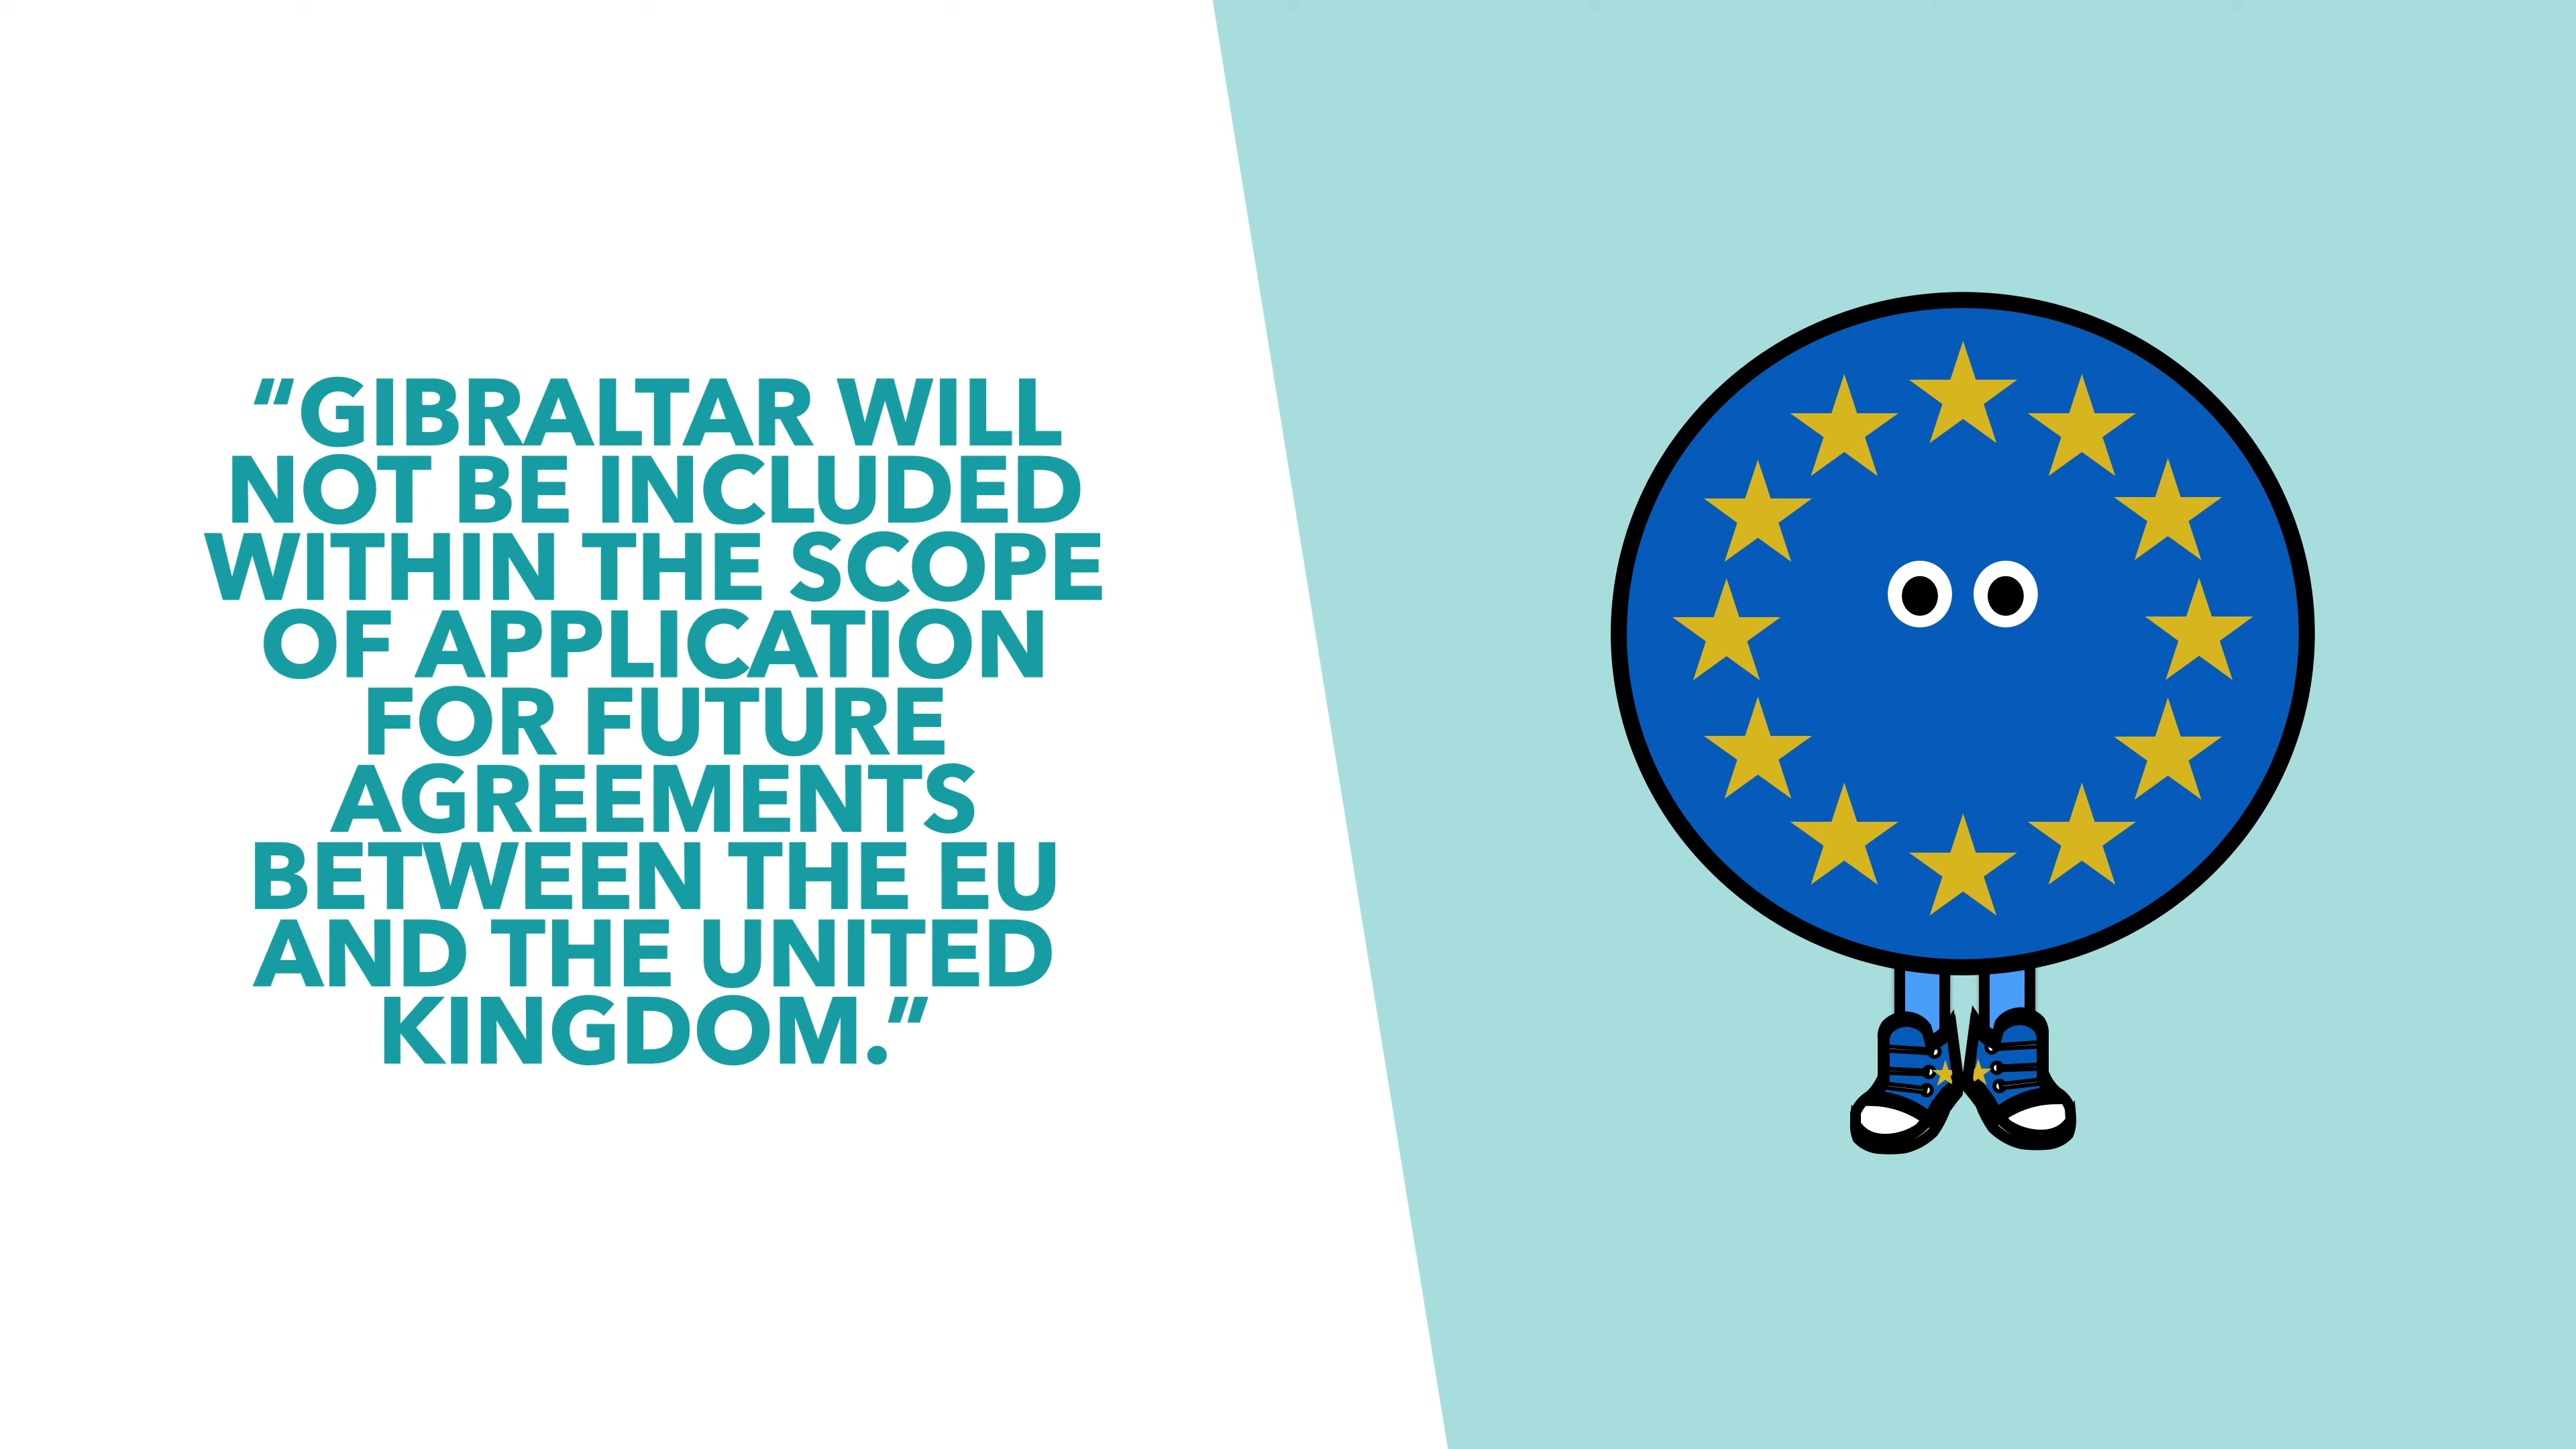 “GIBRALTAR WILL
NOT BE INCLUDED
WITHIN THE SCOPE
OF APPLICATION
FOR FUTURE
AGREEMENTS
BETWEEN THE EU
AND THE UNITED
KINGDOM.”